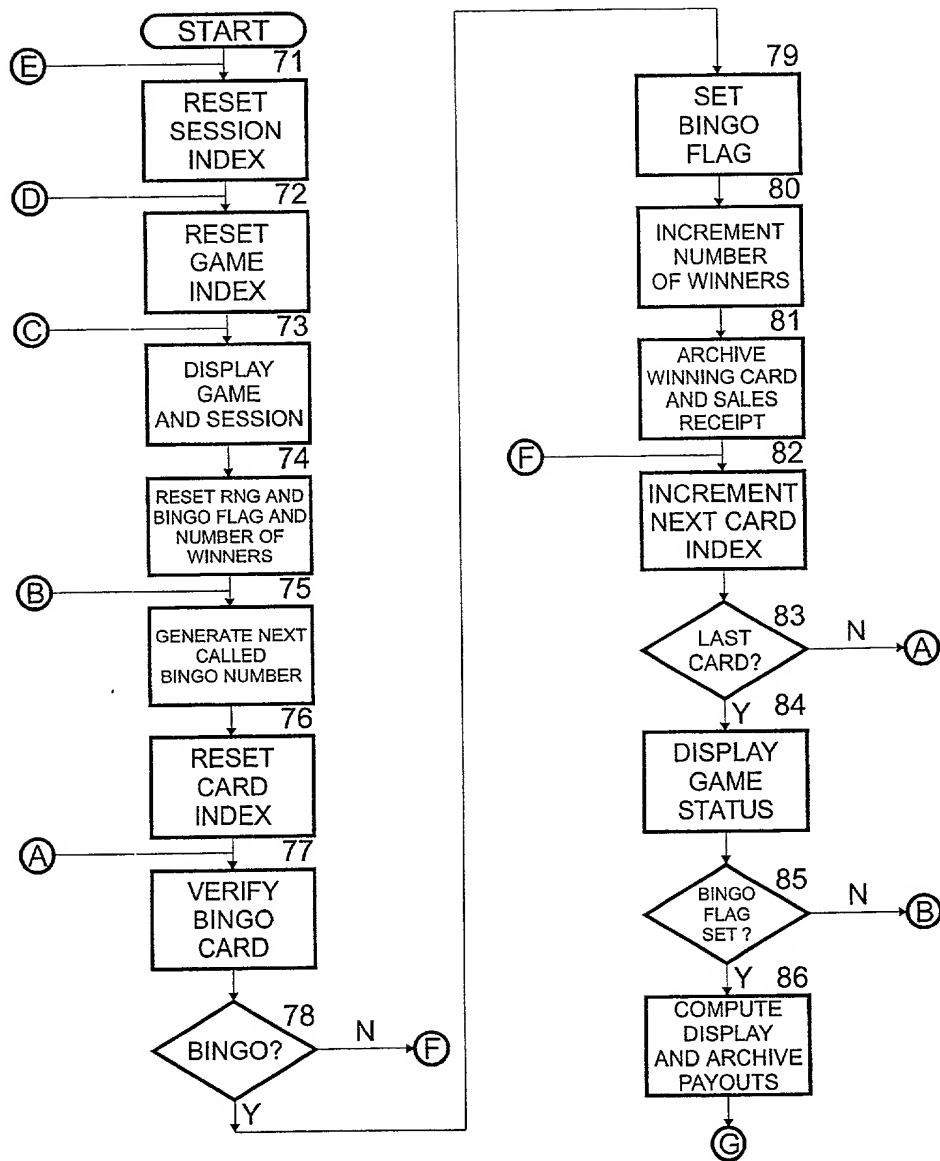 START
E
71
RESET
SESSION
INDEX
D
72
RESET
GAME
INDEX
C
73
DISPLAY
GAME
AND SESSION
74
RESET RNG AND
BINGO FLAG AND
NUMBER OF
WINNERS
B
75
GENERATE NEXT
CALLED
BINGO NUMBER
76
RESET
CARD
INDEX
A
77
VERIFY
BINGO
CARD
78
BINGO?
N
F
Y
79
SET
BINGO
FLAG
80
INCREMENT
NUMBER
OF WINNERS
81
ARCHIVE
WINNING CARD
AND SALES
RECEIPT
F
82
INCREMENT
NEXT CARD
INDEX
83
LAST
CARD?
N
A
Y
84
DISPLAY
GAME
STATUS
85
BINGO
FLAG
SET ?
N
B
Y
86
COMPUTE
DISPLAY
AND ARCHIVE
PAYOUTS
G